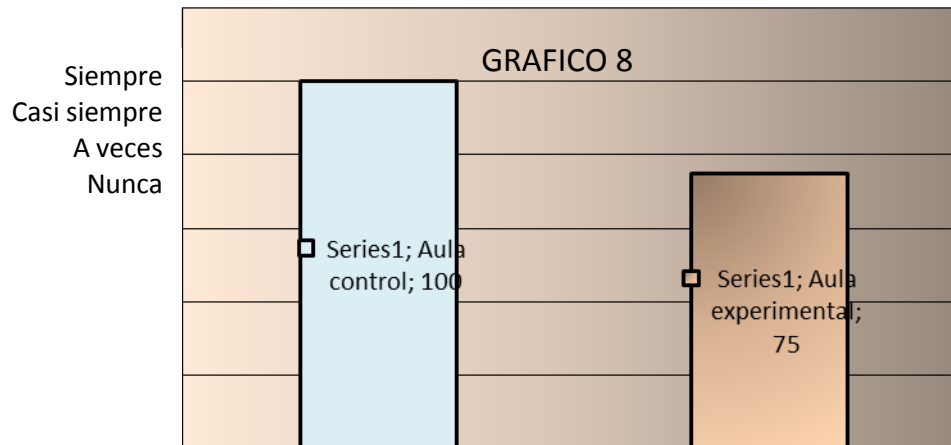 GRAFICO 8
Siempre
Casi siempre
A veces
Nunca
Series1; Aula
control; 100
Series1; Aula
experimental;
75